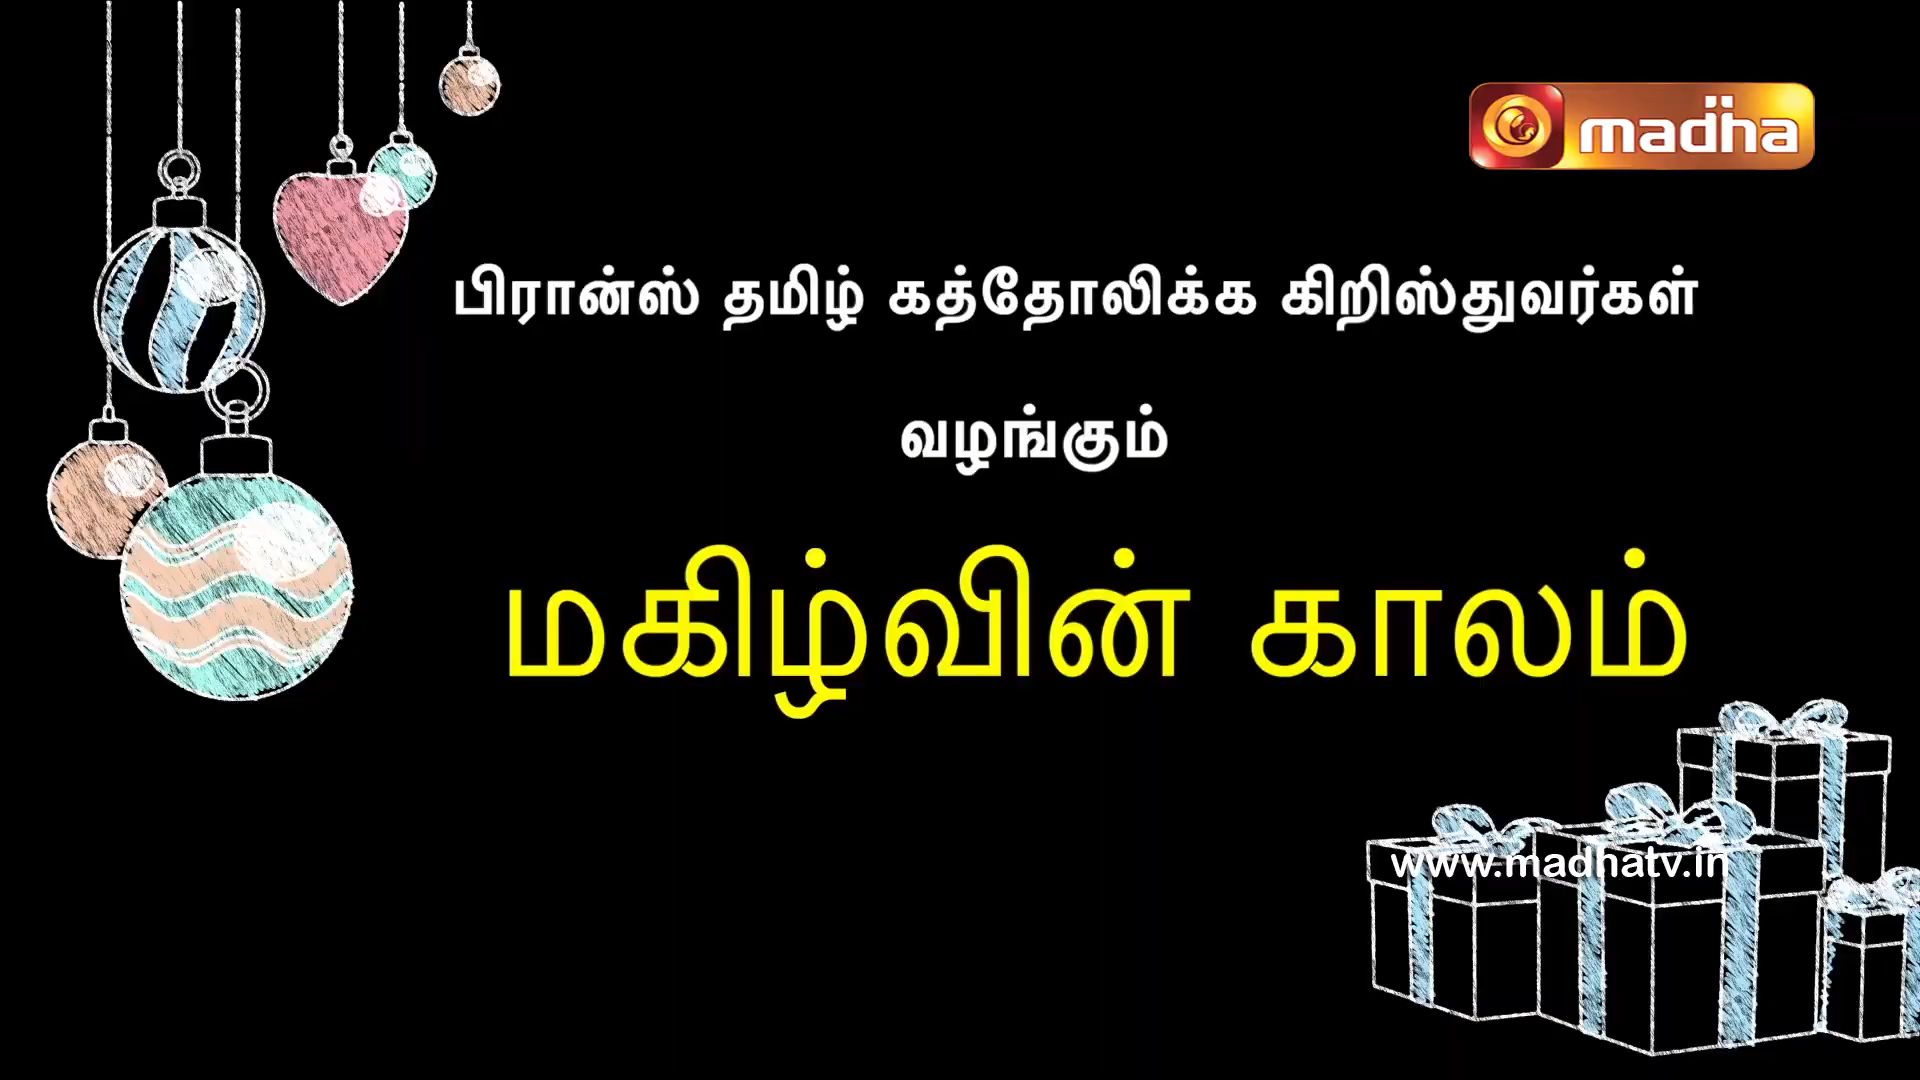 madha
பிரான்ஸ் தமிழ் கத்தோலிக்க கிறிஸ்துவர்கள்
வழங்கும்
மகிழ்வின் காலம்
www.madhatv.in